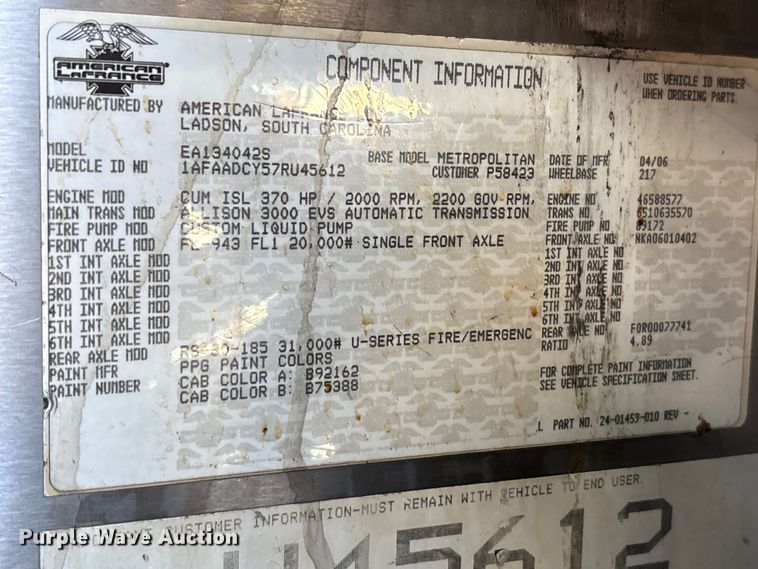 AMERICAN
LAFRANCE
COMPONENT INFORMATION
USE VEHICLE ID NUMBER
WHEN ORDERING PARTS.
MANUFACTURED BY AMERICAN
LADSON, SOUTH CAROLINA
MODEL EA134042S BASE MODEL METROPOLITAN DATE OF MFR 04/06
VEHICLE ID NO 1AFAADCY57RU45612 CUSTOMER P58423 WHEELBASE 217
ENGINE MOD CUM ISL 370 HP / 2000 RPM, 2200 GOV RPM, ENGINE NO 46588577
MAIN TRANS MOD ALLISON 3000 EVS AUTOMATIC TRANSMISSION TRANS NO 6510635570
FIRE PUMP MOD CUSTOM LIQUID PUMP FIRE PUMP NO 89172
FRONT AXLE MOD 943 FL1 20,000# SINGLE FRONT AXLE FRONT AXLE NO NKA06010402
1ST INT AXLE MOD 1ST INT AXLE NO
2ND INT AXLE MOD 2ND INT AXLE NO
3RD INT AXLE MOD 3RD INT AXLE NO
4TH INT AXLE MOD 4TH INT AXLE NO
5TH INT AXLE MOD 5TH INT AXLE NO
6TH INT AXLE MOD 6TH INT AXLE NO
REAR AXLE MOD 31,000# U-SERIES FIRE/EMERGENC REAR AXLE NO FOR00077741
PAINT MFR PPG PAINT COLORS RATIO 4.89
PAINT NUMBER CAB COLOR A: B92162
CAB COLOR B: B75388
FOR COMPLETE PAINT INFORMATION
SEE VEHICLE SPECIFICATION SHEET.
L PART NO. 24-01459-010 REV -
CUSTOMER INFORMATION-MUST REMAIN WITH VEHICLE TO END USER.
U45612
Purple Wave Auction